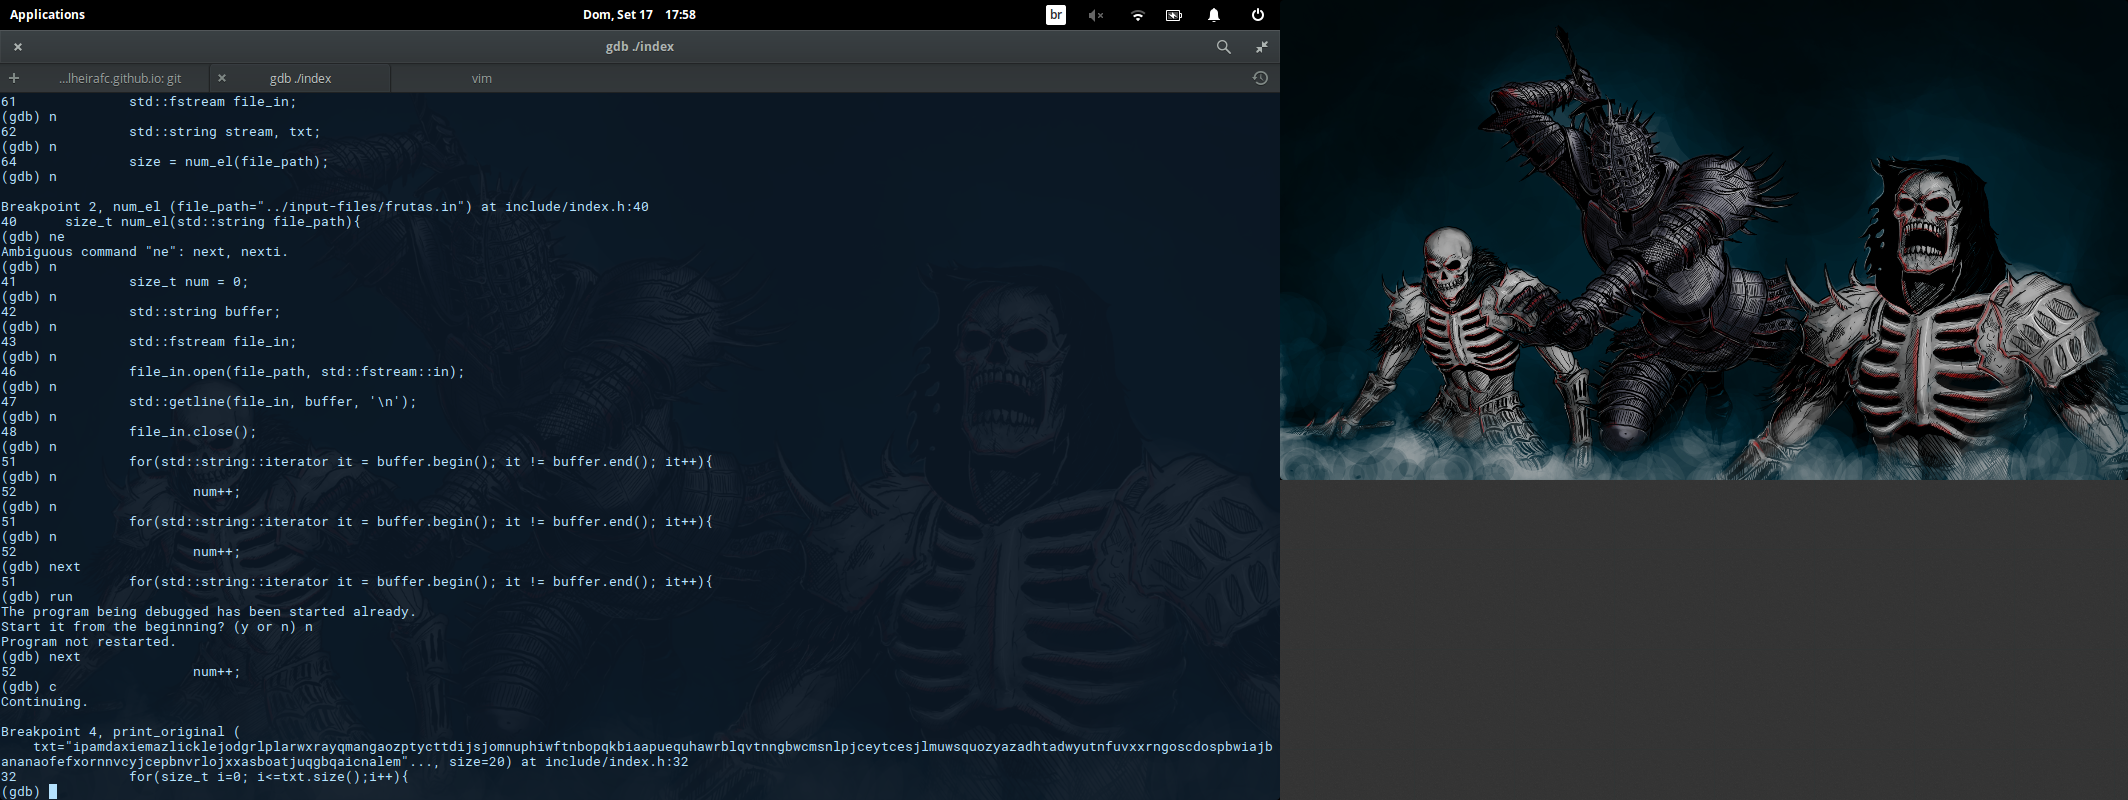 Applications Dom, Set 17 17:58 br
gdb ./index
...lheirafc.github.io: git gdb ./index vim
61 std::fstream file_in;
(gdb) n
62 std::string stream, txt;
(gdb) n
64 size = num_el(file_path);
(gdb) n
Breakpoint 2, num_el (file_path="../input-files/frutas.in") at include/index.h:40
40 size_t num_el(std::string file_path){
(gdb) ne
Ambiguous command "ne": next, nexti.
(gdb) n
41 size_t num = 0;
(gdb) n
42 std::string buffer;
(gdb) n
43 std::fstream file_in;
(gdb) n
46 file_in.open(file_path, std::fstream::in);
(gdb) n
47 std::getline(file_in, buffer, '\n');
(gdb) n
48 file_in.close();
(gdb) n
51 for(std::string::iterator it = buffer.begin(); it != buffer.end(); it++){
(gdb) n
52 num++;
(gdb) n
51 for(std::string::iterator it = buffer.begin(); it != buffer.end(); it++){
(gdb) n
52 num++;
(gdb) next
51 for(std::string::iterator it = buffer.begin(); it != buffer.end(); it++){
(gdb) run
The program being debugged has been started already.
Start it from the beginning? (y or n) n
Program not restarted.
(gdb) next
52 num++;
(gdb) c
Continuing.
Breakpoint 4, print_original (
txt="ipamdaxiemazlicklejodgrlplarwxrayqmangaozptycttdijsjomnuphiwftnbopqkbiaapuequhawrblqvtnngbwcmsnlpjceytcesjlmuwsquozyazadhtadwyutnfuvxxrngoscdospbwiajb
ananaofefxornnvcyjcepbnvrlojxxasboatjuqgbqaicnalem"..., size=20) at include/index.h:32
32 for(size_t i=0; i<=txt.size();i++){
(gdb)